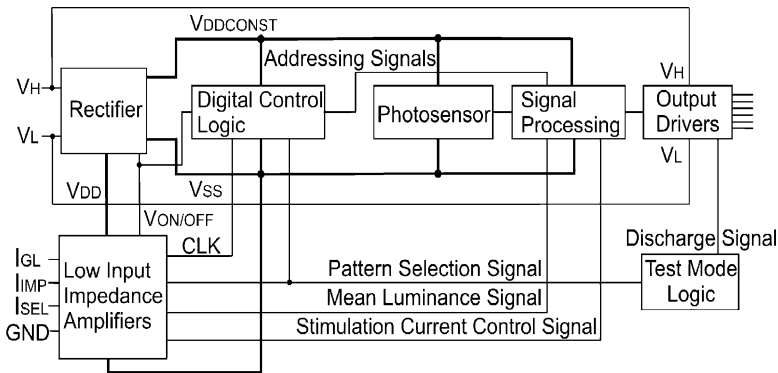 VDDCONST
Addressing Signals
VH
VH
Rectifier
Digital Control
Logic
Photosensor
Signal
Processing
Output
Drivers
VL
VL
VDD
VSS
VON/OFF
CLK
Discharge Signal
IGL
IIMP
ISEL
GND
Low Input
Impedance
Amplifiers
Pattern Selection Signal
Mean Luminance Signal
Stimulation Current Control Signal
Test Mode
Logic